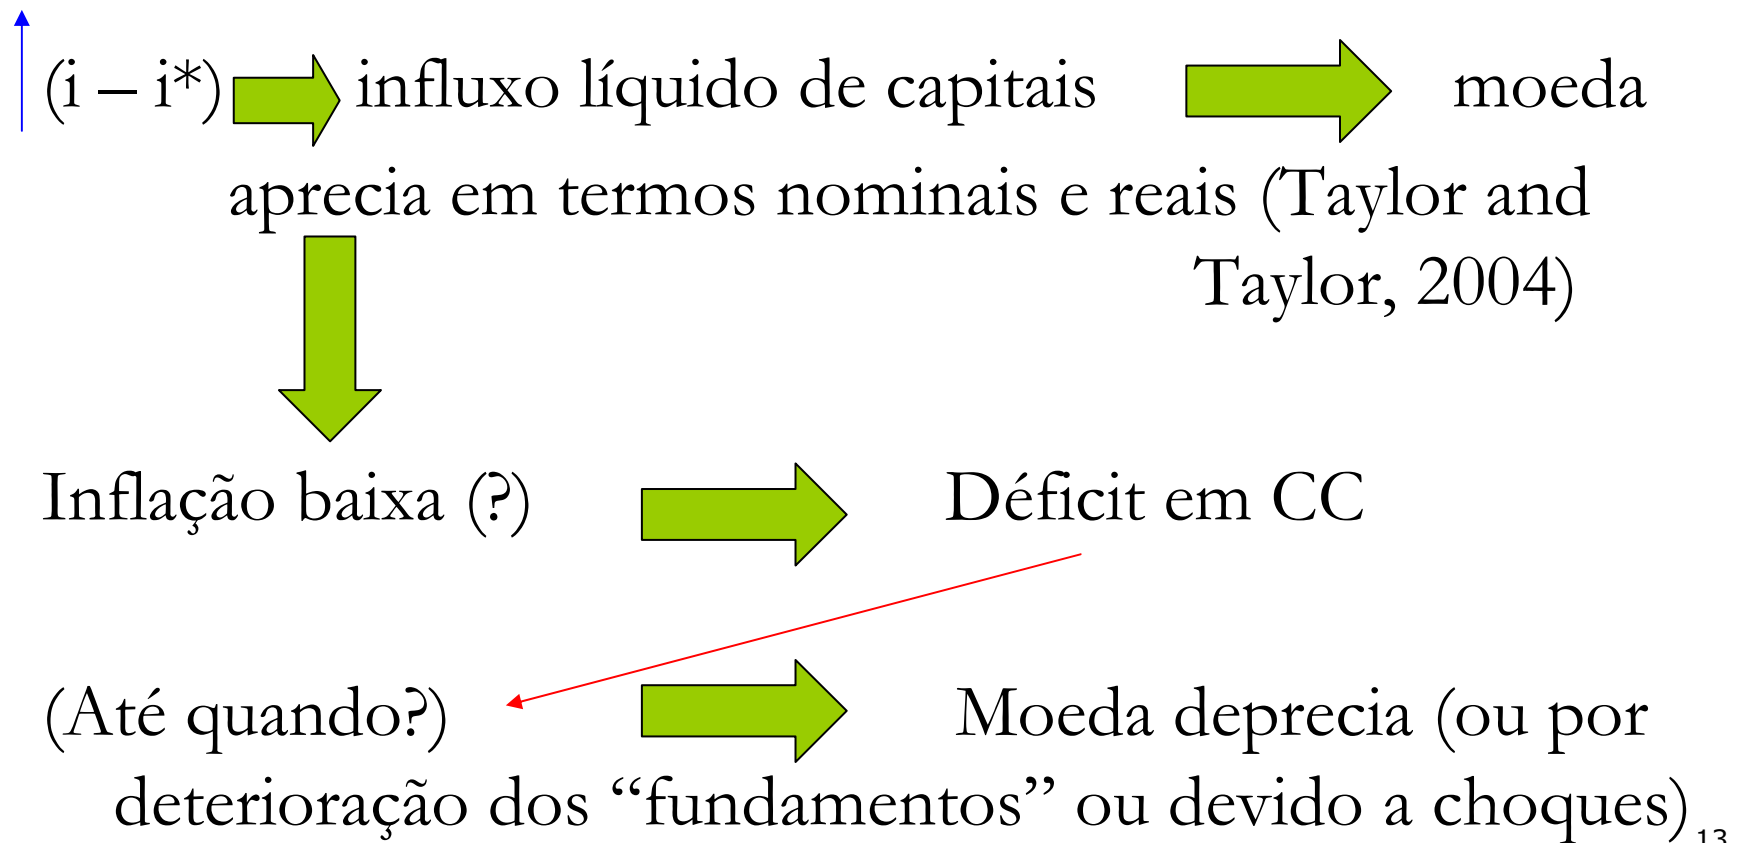 (i – i*) influxo líquido de capitais moeda
aprecia em termos nominais e reais (Taylor and
Taylor, 2004)
Inflação baixa (?) Déficit em CC
(Até quando?) Moeda deprecia (ou por
deterioração dos “fundamentos” ou devido a choques)
13